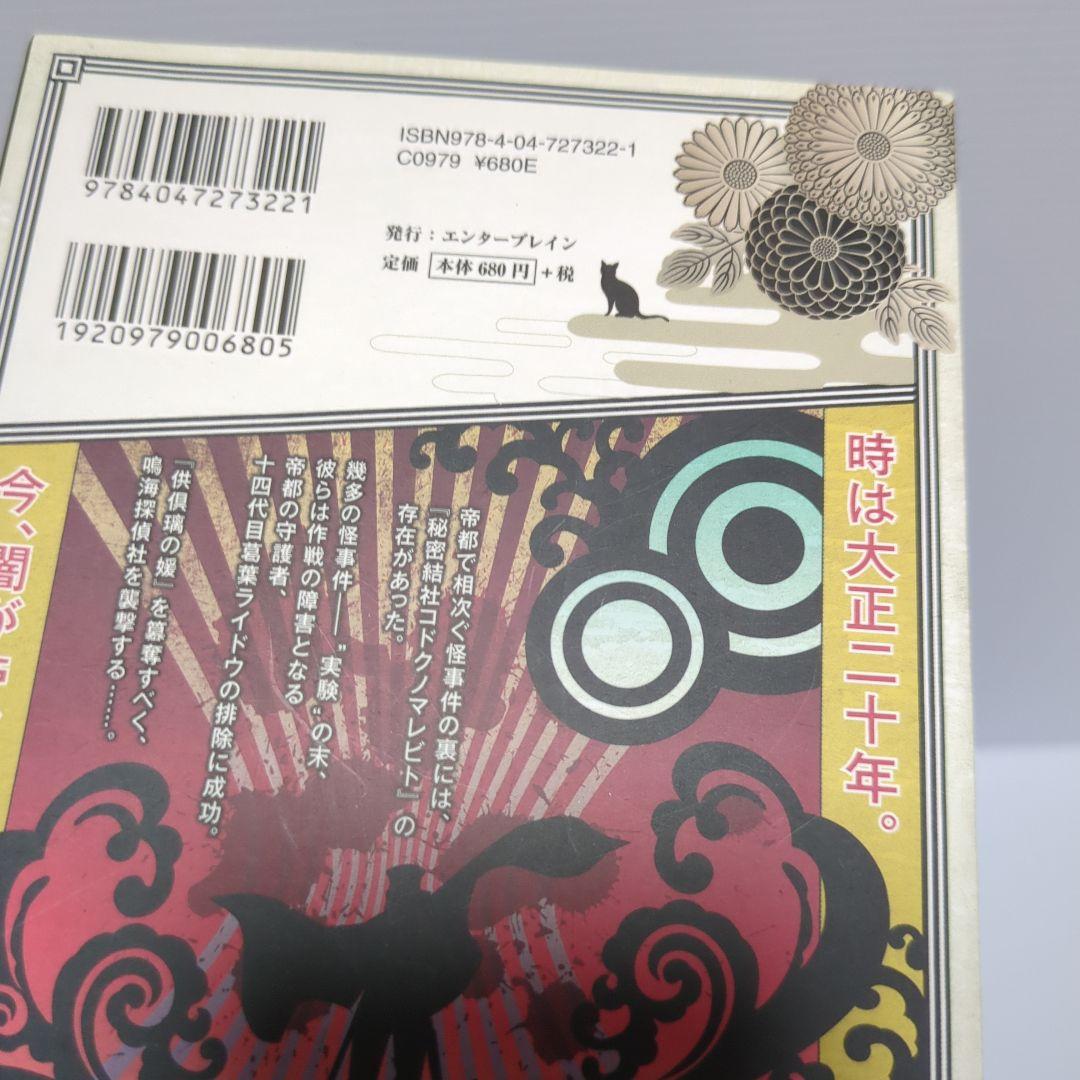 9784047273221
1920979006805
ISBN978-4-04-727322-1
C0979 ¥680E
発行：エンターブレイン
定価 本体680円+税
時は大正二十年。
帝都で相次ぐ怪事件の裏には、
『秘密結社コドクノマレビト』の
存在があった。
幾多の怪事件――”実験“の末、
彼らは作戦の障害となる
帝都の守護者、
十四代目葛葉ライドウの排除に成功。
『供倶璃の媛』を簒奪すべく、
鳴海探偵社を襲撃する……。
今、闇が